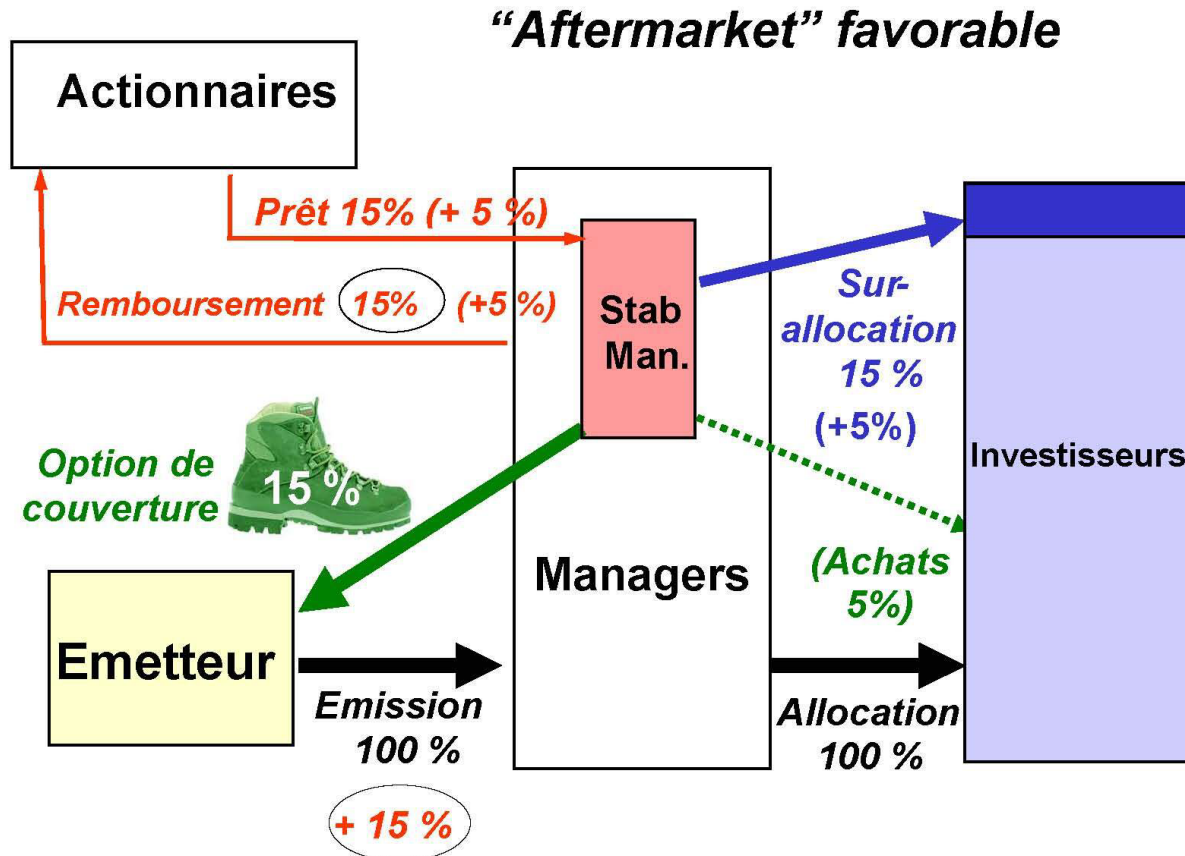 “Aftermarket” favorable
Actionnaires
Prêt 15% (+ 5 %)
Remboursement 15% (+5 %)
Stab
Man.
Sur-
allocation
15 %
(+5%)
Investisseurs
Option de
couverture
15 %
Managers
(Achats
5%)
Emetteur
Emission
100 %
Allocation
100 %
+ 15 %